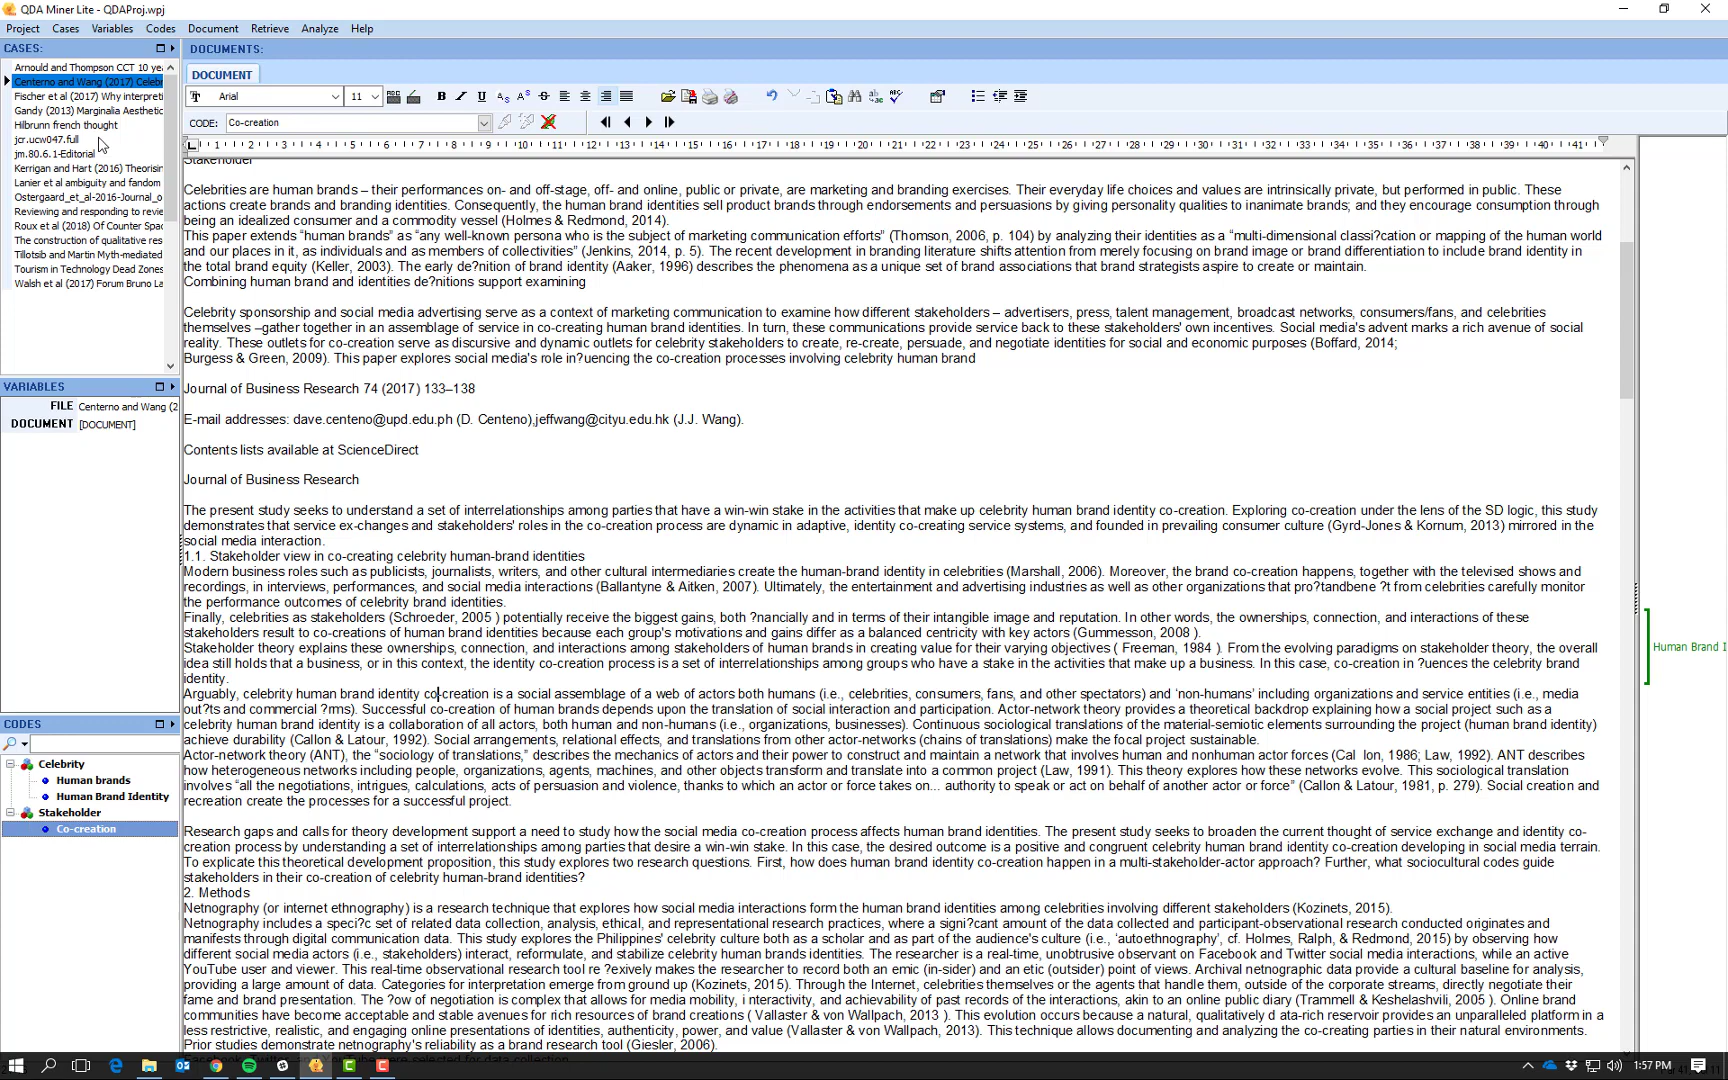 QDA Miner Lite - QDAProj.wpj
Project Cases Variables Codes Document Retrieve Analyze Help
CASES:
Arnould and Thompson CCT 10 ye
Centerno and Wang (2017) Celebr
Fischer et al (2017) Why interpreti
Gandy (2013) Marginalia Aesthetic
Hilbrunn french thought
jcr.ucw047.full
jm.80.6.1-Editorial
Kerrigan and Hart (2016) Theorisin
Lanier et al ambiguity and fandom
Ostergaard_et_al-2016-Journal_o
Reviewing and responding to revie
Roux et al (2018) Of Counter Spac
The construction of qualitative res
Tillotsib and Martin Myth-mediated
Tourism in Technology Dead Zones
Walsh et al (2017) Forum Bruno La
VARIABLES
FILE Centerno and Wang (2
DOCUMENT [DOCUMENT]
CODES
Celebrity
Human brands
Human Brand Identity
Stakeholder
Co-creation
DOCUMENTS:
DOCUMENT
Arial 11
CODE: Co-creation
1 2 3 4 5 6 7 8 9 10 11 12 13 14 15 16 17 18 19 20 21 22 23 24 25 26 27 28 29 30 31 32 33 34 35 36 37 38 39 40 41
Stakeholder
Celebrities are human brands – their performances on- and off-stage, off- and online, public or private, are marketing and branding exercises. Their everyday life choices and values are intrinsically private, but performed in public. These
actions create brands and branding identities. Consequently, the human brand identities sell product brands through endorsements and persuasions by giving personality qualities to inanimate brands; and they encourage consumption through
being an idealized consumer and a commodity vessel (Holmes & Redmond, 2014).
This paper extends “human brands” as “any well-known persona who is the subject of marketing communication efforts” (Thomson, 2006, p. 104) by analyzing their identities as a “multi-dimensional classi?cation or mapping of the human world
and our places in it, as individuals and as members of collectivities” (Jenkins, 2014, p. 5). The recent development in branding literature shifts attention from merely focusing on brand image or brand differentiation to include brand identity in
the total brand equity (Keller, 2003). The early de?nition of brand identity (Aaker, 1996) describes the phenomena as a unique set of brand associations that brand strategists aspire to create or maintain.
Combining human brand and identities de?nitions support examining
Celebrity sponsorship and social media advertising serve as a context of marketing communication to examine how different stakeholders – advertisers, press, talent management, broadcast networks, consumers/fans, and celebrities
themselves –gather together in an assemblage of service in co-creating human brand identities. In turn, these communications provide service back to these stakeholders' own incentives. Social media's advent marks a rich avenue of social
reality. These outlets for co-creation serve as discursive and dynamic outlets for celebrity stakeholders to create, re-create, persuade, and negotiate identities for social and economic purposes (Boffard, 2014;
Burgess & Green, 2009). This paper explores social media's role in?uencing the co-creation processes involving celebrity human brand
Journal of Business Research 74 (2017) 133–138
E-mail addresses: dave.centeno@upd.edu.ph (D. Centeno),jeffwang@cityu.edu.hk (J.J. Wang).
Contents lists available at ScienceDirect
Journal of Business Research
The present study seeks to understand a set of interrelationships among parties that have a win-win stake in the activities that make up celebrity human brand identity co-creation. Exploring co-creation under the lens of the SD logic, this study
demonstrates that service ex-changes and stakeholders' roles in the co-creation process are dynamic in adaptive, identity co-creating service systems, and founded in prevailing consumer culture (Gyrd-Jones & Kornum, 2013) mirrored in the
social media interaction.
1.1. Stakeholder view in co-creating celebrity human-brand identities
Modern business roles such as publicists, journalists, writers, and other cultural intermediaries create the human-brand identity in celebrities (Marshall, 2006). Moreover, the brand co-creation happens, together with the televised shows and
recordings, in interviews, performances, and social media interactions (Ballantyne & Aitken, 2007). Ultimately, the entertainment and advertising industries as well as other organizations that pro?tandbene ?t from celebrities carefully monitor
the performance outcomes of celebrity brand identities.
Finally, celebrities as stakeholders (Schroeder, 2005 ) potentially receive the biggest gains, both ?nancially and in terms of their intangible image and reputation. In other words, the ownerships, connection, and interactions of these
stakeholders result to co-creations of human brand identities because each group's motivations and gains differ as a balanced centricity with key actors (Gummesson, 2008 ).
Stakeholder theory explains these ownerships, connection, and interactions among stakeholders of human brands in creating value for their varying objectives ( Freeman, 1984 ). From the evolving paradigms on stakeholder theory, the overall
idea still holds that a business, or in this context, the identity co-creation process is a set of interrelationships among groups who have a stake in the activities that make up a business. In this case, co-creation in ?uences the celebrity brand
identity.
Arguably, celebrity human brand identity co-creation is a social assemblage of a web of actors both humans (i.e., celebrities, consumers, fans, and other spectators) and ‘non-humans’ including organizations and service entities (i.e., media
out?ts and commercial ?rms). Successful co-creation of human brands depends upon the translation of social interaction and participation. Actor-network theory provides a theoretical backdrop explaining how a social project such as a
celebrity human brand identity is a collaboration of all actors, both human and non-humans (i.e., organizations, businesses). Continuous sociological translations of the material-semiotic elements surrounding the project (human brand identity)
achieve durability (Callon & Latour, 1992). Social arrangements, relational effects, and translations from other actor-networks (chains of translations) make the focal project sustainable.
Actor-network theory (ANT), the “sociology of translations,” describes the mechanics of actors and their power to construct and maintain a network that involves human and nonhuman actor forces (Cal lon, 1986; Law, 1992). ANT describes
how heterogeneous networks including people, organizations, agents, machines, and other objects transform and translate into a common project (Law, 1991). This theory explores how these networks evolve. This sociological translation
involves “all the negotiations, intrigues, calculations, acts of persuasion and violence, thanks to which an actor or force takes on... authority to speak or act on behalf of another actor or force” (Callon & Latour, 1981, p. 279). Social creation and
recreation create the processes for a successful project.
Research gaps and calls for theory development support a need to study how the social media co-creation process affects human brand identities. The present study seeks to broaden the current thought of service exchange and identity co-
creation process by understanding a set of interrelationships among parties that desire a win-win stake. In this case, the desired outcome is a positive and congruent celebrity human brand identity co-creation developing in social media terrain.
To explicate this theoretical development proposition, this study explores two research questions. First, how does human brand identity co-creation happen in a multi-stakeholder-actor approach? Further, what sociocultural codes guide
stakeholders in their co-creation of celebrity human-brand identities?
2. Methods
Netnography (or internet ethnography) is a research technique that explores how social media interactions form the human brand identities among celebrities involving different stakeholders (Kozinets, 2015).
Netnography includes a speci?c set of related data collection, analysis, ethical, and representational research practices, where a signi?cant amount of the data collected and participant-observational research conducted originates and
manifests through digital communication data. This study explores the Philippines' celebrity culture both as a scholar and as part of the audience's culture (i.e., ‘autoethnography’, cf. Holmes, Ralph, & Redmond, 2015) by observing how
different social media actors (i.e., stakeholders) interact, reformulate, and stabilize celebrity human brands identities. The researcher is a real-time, unobtrusive observant on Facebook and Twitter social media interactions, while an active
YouTube user and viewer. This real-time observational research tool re ?exively makes the researcher to record both an emic (in-sider) and an etic (outsider) point of views. Archival netnographic data provide a cultural baseline for analysis,
providing a large amount of data. Categories for interpretation emerge from ground up (Kozinets, 2015). Through the Internet, celebrities themselves or the agents that handle them, outside of the corporate streams, directly negotiate their
fame and brand presentation. The ?ow of negotiation is complex that allows for media mobility, i nteractivity, and achievability of past records of the interactions, akin to an online public diary (Trammell & Keshelashvili, 2005 ). Online brand
communities have become acceptable and stable avenues for rich resources of brand creations ( Vallaster & von Wallpach, 2013 ). This evolution occurs because a natural, qualitatively d ata-rich reservoir provides an unparalleled platform in a
less restrictive, realistic, and engaging online presentations of identities, authenticity, power, and value (Vallaster & von Wallpach, 2013). This technique allows documenting and analyzing the co-creating parties in their natural environments.
Prior studies demonstrate netnography's reliability as a brand research tool (Giesler, 2006).
Human Brand I
1:57 PM